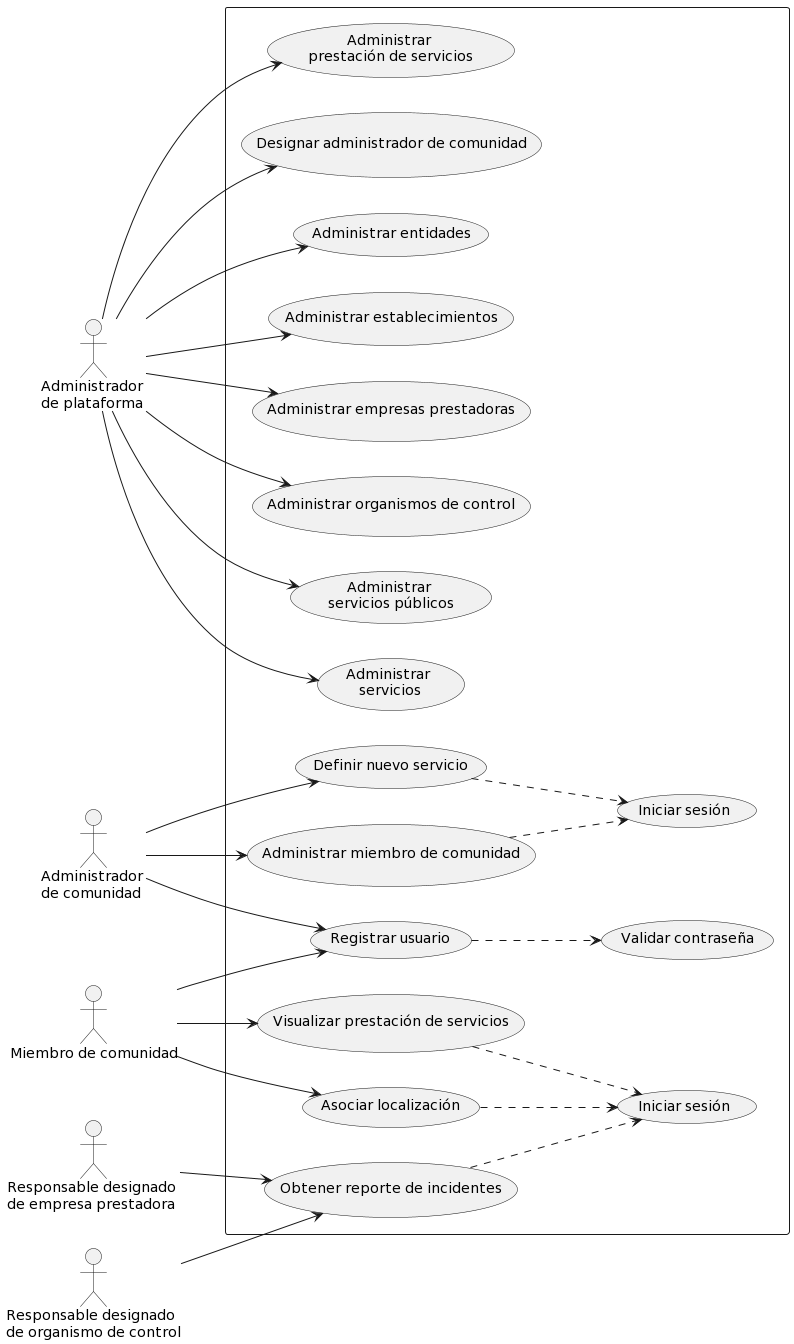 Administrar
prestación de servicios
Designar administrador de comunidad
Administrar entidades
Administrar establecimientos
Administrador
de plataforma
Administrar empresas prestadoras
Administrar organismos de control
Administrar
servicios públicos
Administrar
servicios
Definir nuevo servicio
Iniciar sesión
Administrar miembro de comunidad
Administrador
de comunidad
Registrar usuario
Validar contraseña
Visualizar prestación de servicios
Miembro de comunidad
Asociar localización
Iniciar sesión
Responsable designado
de empresa prestadora
Obtener reporte de incidentes
Responsable designado
de organismo de control